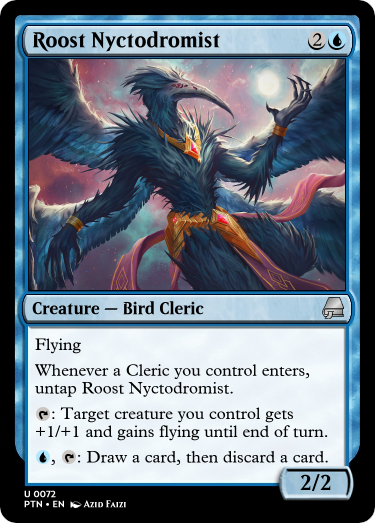 Roost Nyctodromist 2
Creature — Bird Cleric
Flying
Whenever a Cleric you control enters,
untap Roost Nyctodromist.
: Target creature you control gets
+1/+1 and gains flying until end of turn.
, : Draw a card, then discard a card.
2/2
U 0072
PTN • EN Azid Faizi